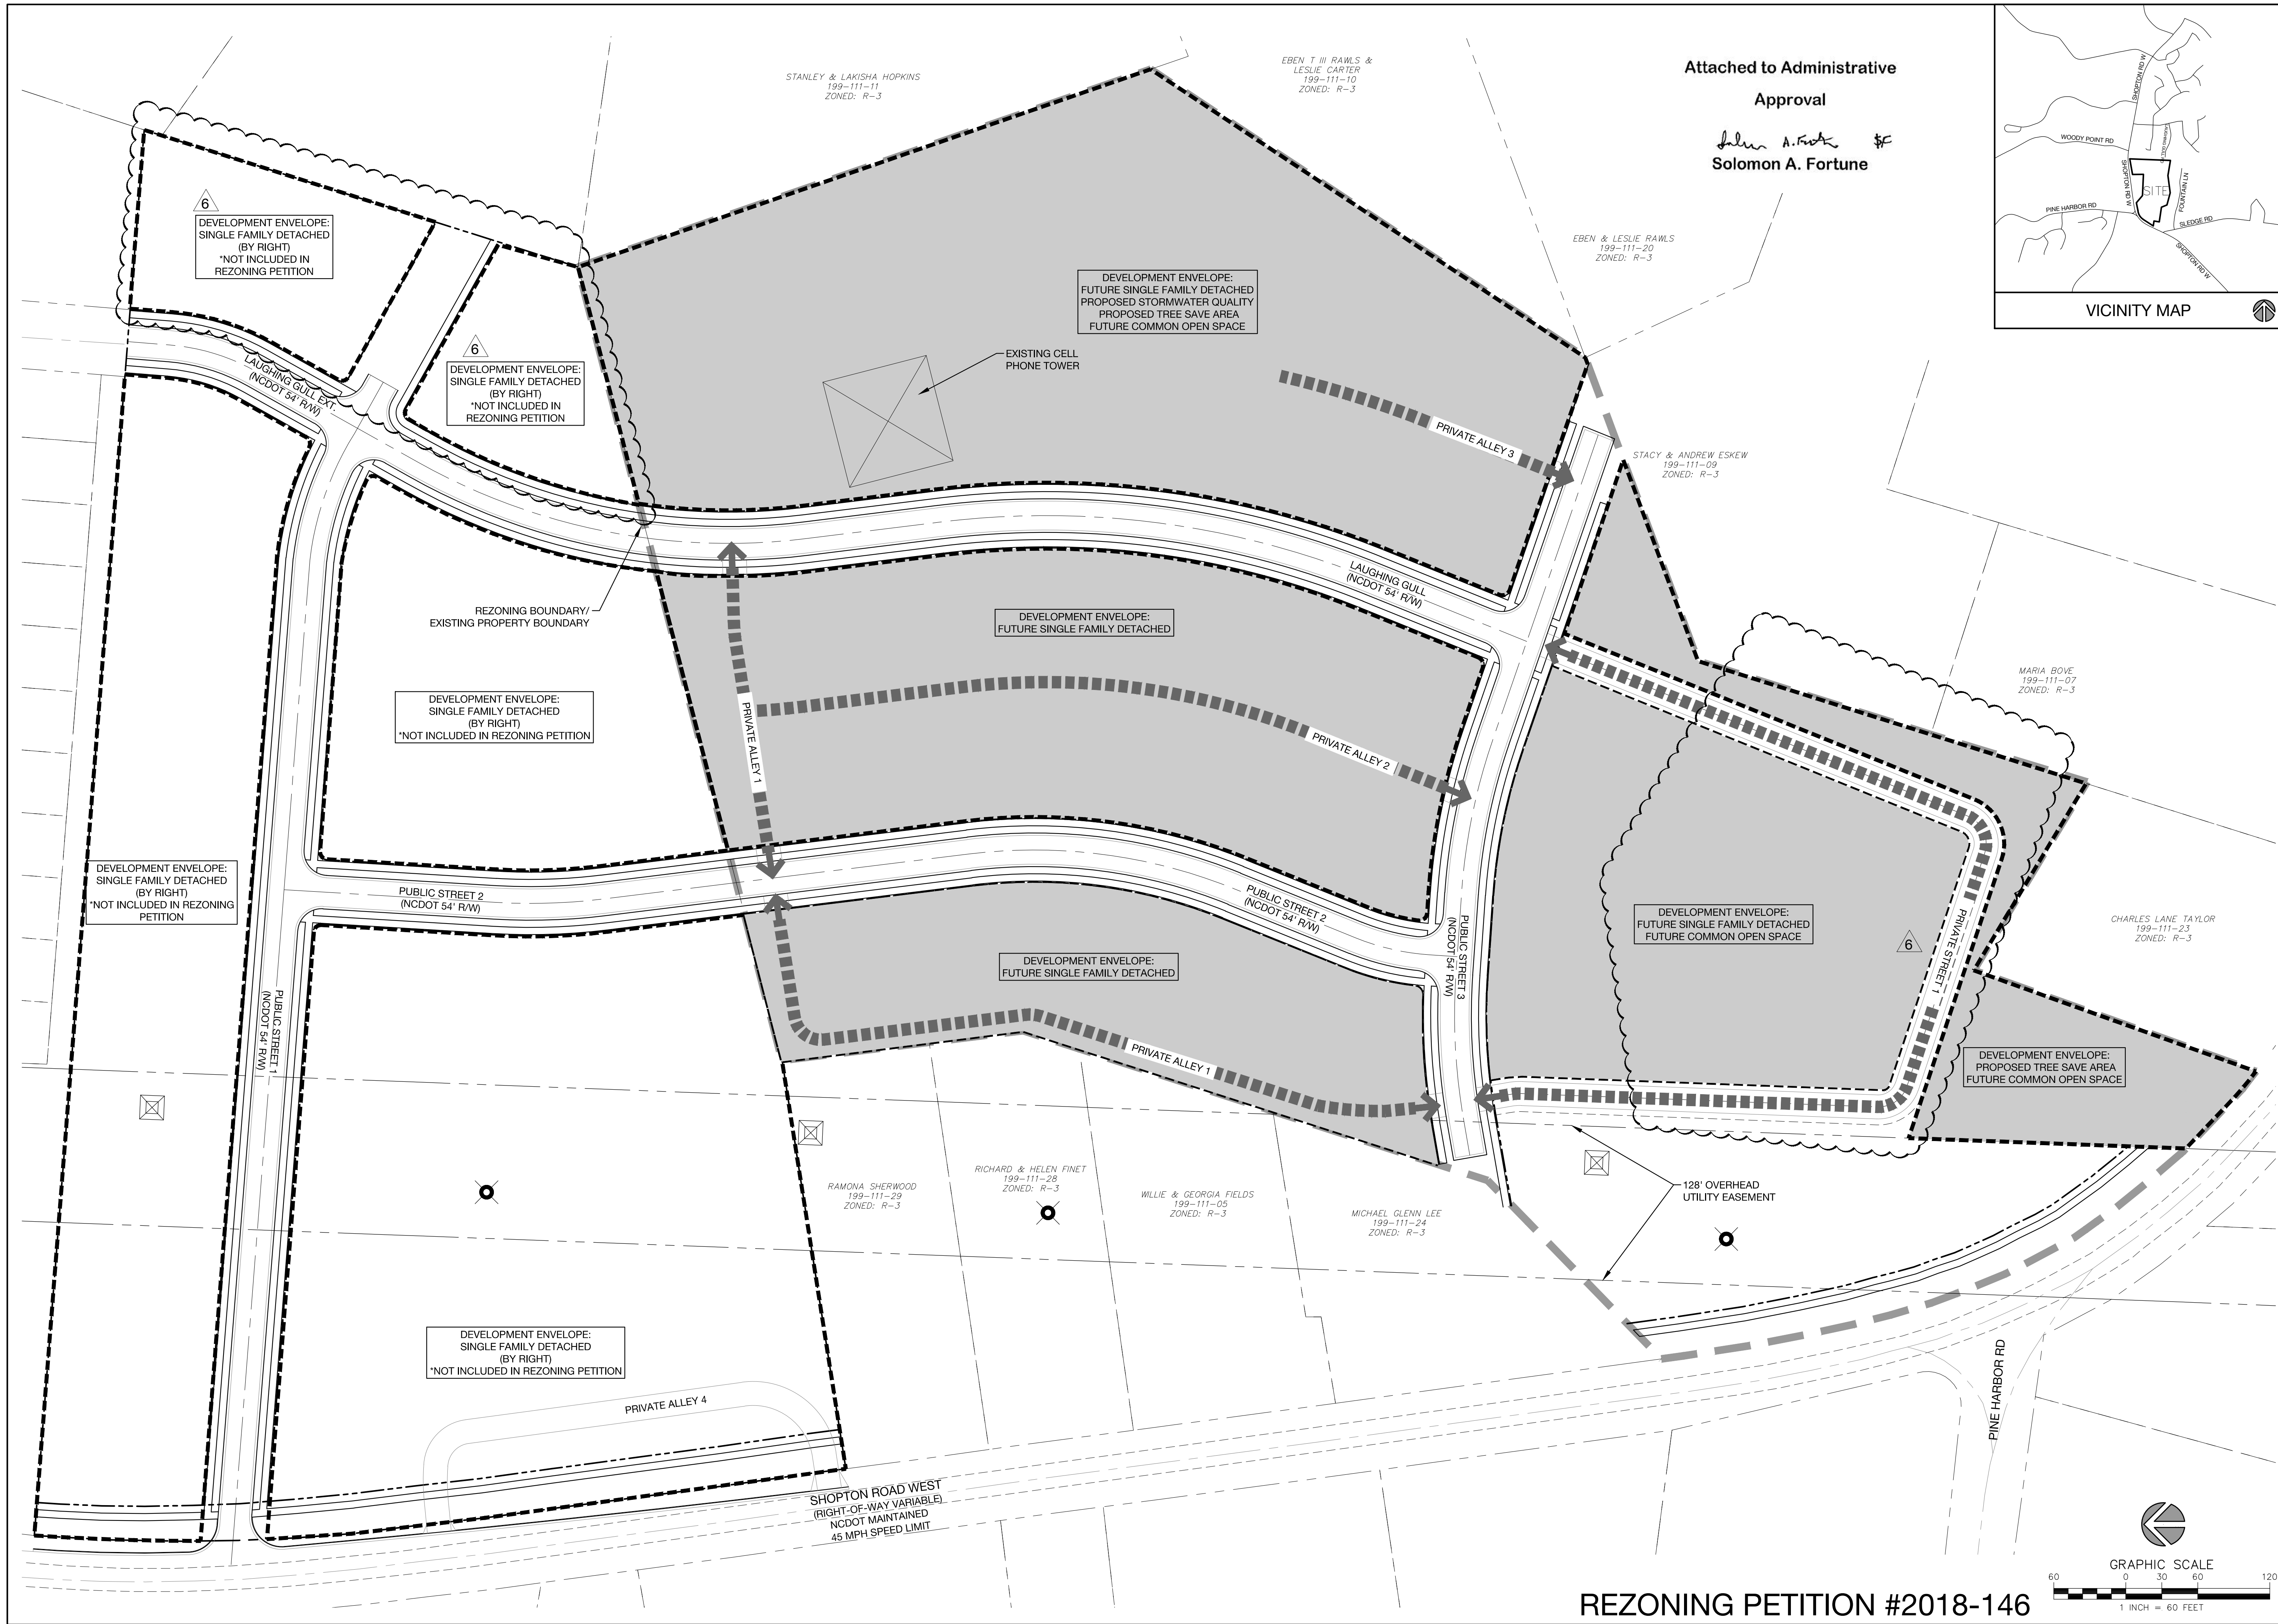 STANLEY & LAKISHA HOPKINS
199-111-11
ZONED: R-3
EBEN T III RAWLS &
LESLIE CARTER
199-111-10
ZONED: R-3
Attached to Administrative
Approval
Solomon A. Fortune
SHOPTON RD W
WOODY POINT RD
SHOPTON RD W
SITE
FOUNTAIN LN
PINE HARBOR RD
SLEDGE RD
SHOPTON RD W
VICINITY MAP
6
DEVELOPMENT ENVELOPE:
SINGLE FAMILY DETACHED
(BY RIGHT)
*NOT INCLUDED IN
REZONING PETITION
EBEN & LESLIE RAWLS
199-111-20
ZONED: R-3
DEVELOPMENT ENVELOPE:
FUTURE SINGLE FAMILY DETACHED
PROPOSED STORMWATER QUALITY
PROPOSED TREE SAVE AREA
FUTURE COMMON OPEN SPACE
6
DEVELOPMENT ENVELOPE:
SINGLE FAMILY DETACHED
(BY RIGHT)
*NOT INCLUDED IN
REZONING PETITION
LAUGHING GULL EXT.
(NCDOT 54' R/W)
EXISTING CELL
PHONE TOWER
PRIVATE ALLEY 3
STACY & ANDREW ESKEW
199-111-09
ZONED: R-3
LAUGHING GULL
(NCDOT 54' R/W)
REZONING BOUNDARY/
EXISTING PROPERTY BOUNDARY
DEVELOPMENT ENVELOPE:
FUTURE SINGLE FAMILY DETACHED
MARIA BOVE
199-111-07
ZONED: R-3
DEVELOPMENT ENVELOPE:
SINGLE FAMILY DETACHED
(BY RIGHT)
*NOT INCLUDED IN REZONING PETITION
PRIVATE ALLEY 1
PRIVATE ALLEY 2
DEVELOPMENT ENVELOPE:
SINGLE FAMILY DETACHED
(BY RIGHT)
*NOT INCLUDED IN REZONING
PETITION
PUBLIC STREET 2
(NCDOT 54' R/W)
PUBLIC STREET 2
(NCDOT 54' R/W)
PUBLIC STREET 3
(NCDOT 54' R/W)
DEVELOPMENT ENVELOPE:
FUTURE SINGLE FAMILY DETACHED
FUTURE COMMON OPEN SPACE
6
PRIVATE STREET 1
CHARLES LANE TAYLOR
199-111-23
ZONED: R-3
DEVELOPMENT ENVELOPE:
FUTURE SINGLE FAMILY DETACHED
PUBLIC STREET 1
(NCDOT 54' R/W)
PRIVATE ALLEY 1
DEVELOPMENT ENVELOPE:
PROPOSED TREE SAVE AREA
FUTURE COMMON OPEN SPACE
RAMONA SHERWOOD
199-111-29
ZONED: R-3
RICHARD & HELEN FINET
199-111-28
ZONED: R-3
WILLIE & GEORGIA FIELDS
199-111-05
ZONED: R-3
MICHAEL GLENN LEE
199-111-24
ZONED: R-3
128' OVERHEAD
UTILITY EASEMENT
DEVELOPMENT ENVELOPE:
SINGLE FAMILY DETACHED
(BY RIGHT)
*NOT INCLUDED IN REZONING PETITION
PRIVATE ALLEY 4
PINE HARBOR RD
SHOPTON ROAD WEST
(RIGHT-OF-WAY VARIABLE)
NCDOT MAINTAINED
45 MPH SPEED LIMIT
GRAPHIC SCALE
60 0 30 60 120
1 INCH = 60 FEET
REZONING PETITION #2018-146